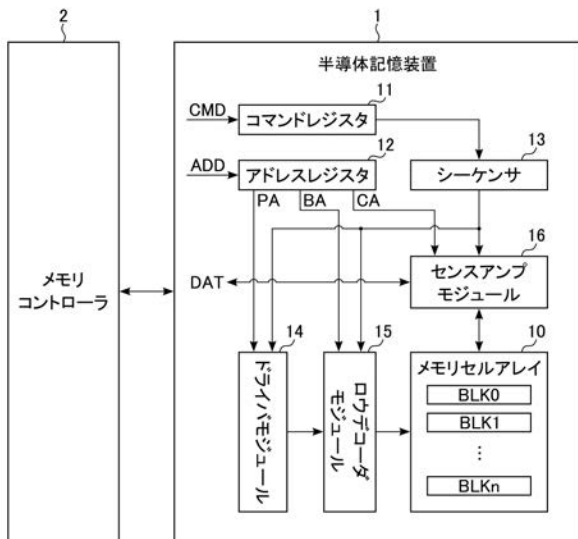 2
1
メモリ
コントローラ
半導体記憶装置
CMD
11
コマンドレジスタ
ADD
12
アドレスレジスタ
13
シーケンサ
PA
BA
CA
16
センスアンプ
モジュール
DAT
14
ドライバモジュール
15
ロウデコーダ
モジュール
10
メモリセルアレイ
BLK0
BLK1
⋮
BLKn